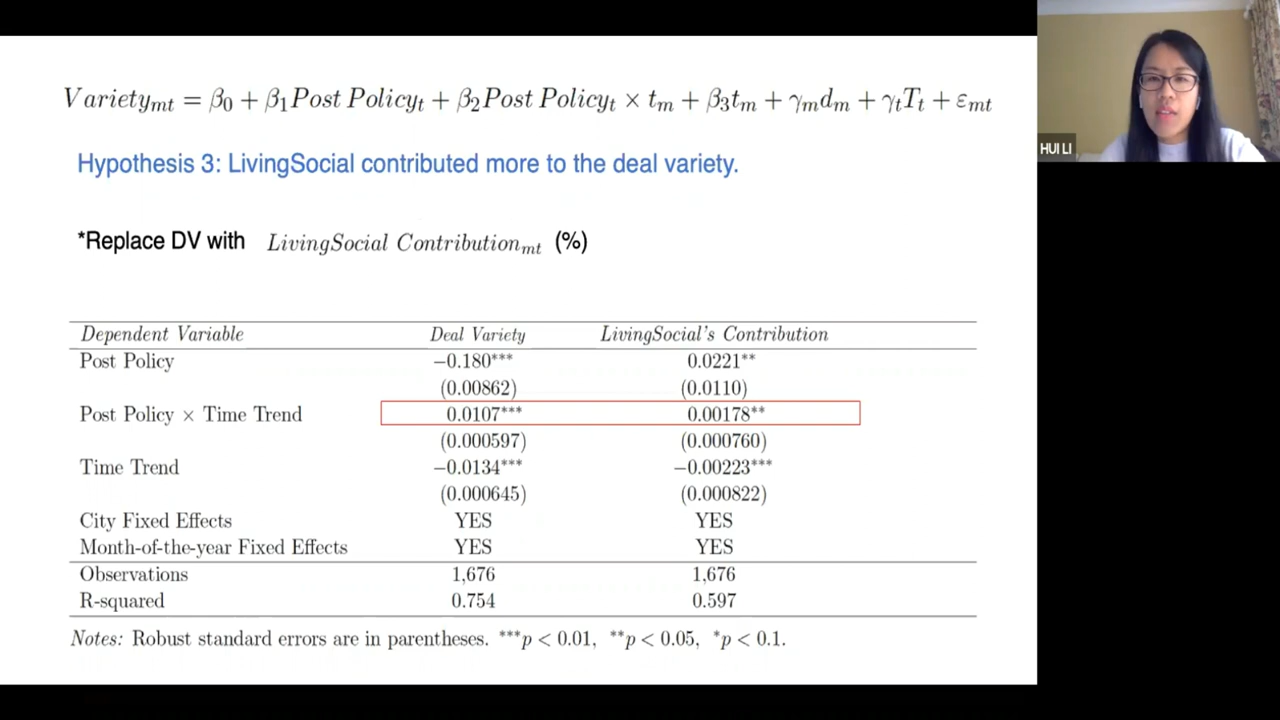 Variety_mt = β0 + β1Post Policy_t + β2Post Policy_t × t_m + β3t_m + γ_m d_m + γ_t T_t + ε_mt
Hypothesis 3: LivingSocial contributed more to the deal variety.
*Replace DV with LivingSocial Contribution_mt (%)
Dependent Variable Deal Variety LivingSocial's Contribution
Post Policy −0.180*** 0.0221**
(0.00862) (0.0110)
Post Policy × Time Trend 0.0107*** 0.00178**
(0.000597) (0.000760)
Time Trend −0.0134*** −0.00223***
(0.000645) (0.000822)
City Fixed Effects YES YES
Month-of-the-year Fixed Effects YES YES
Observations 1,676 1,676
R-squared 0.754 0.597
Notes: Robust standard errors are in parentheses. ***p < 0.01, **p < 0.05, *p < 0.1.
HUI LI